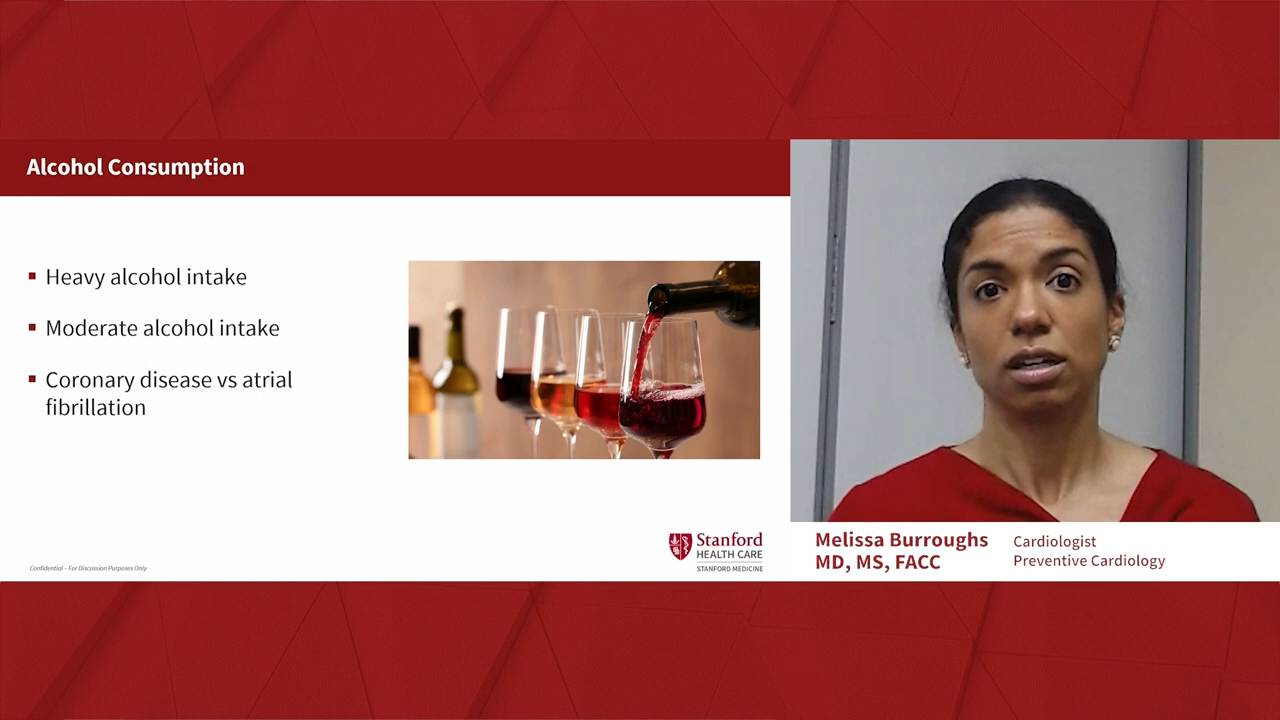 Alcohol Consumption
▪ Heavy alcohol intake
▪ Moderate alcohol intake
▪ Coronary disease vs atrial
fibrillation
Confidential – For Discussion Purposes Only
Stanford
HEALTH CARE
STANFORD MEDICINE
Melissa Burroughs
MD, MS, FACC
Cardiologist
Preventive Cardiology